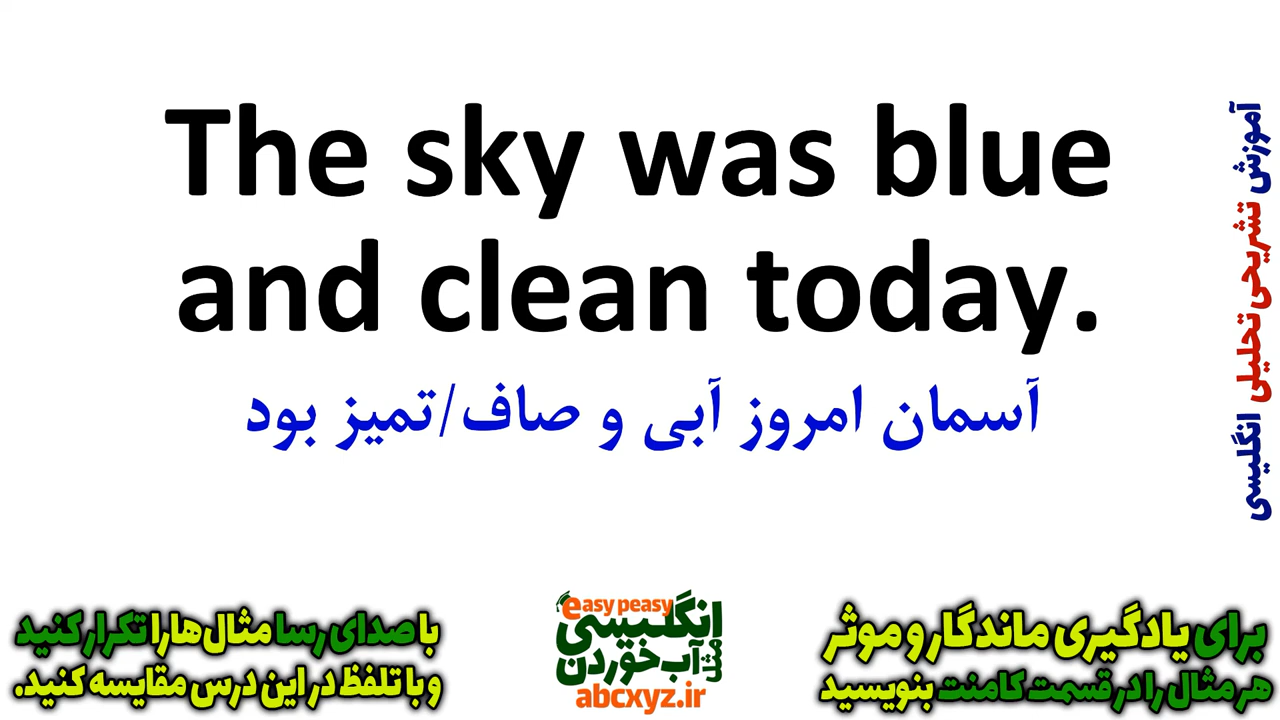 The sky was blue
and clean today.
آسمان امروز آبی و صاف/تمیز بود
آموزش تشریحی تحلیلی انگلیسی
برای یادگیری ماندگار و موثر
هر مثال را در قسمت کامنت بنویسید
easy peasy
انگلیسی
مثل آب خوردن
abcxyz.ir
با صدای رسا مثال‌ها را تکرار کنید
و با تلفظ در این درس مقایسه کنید.